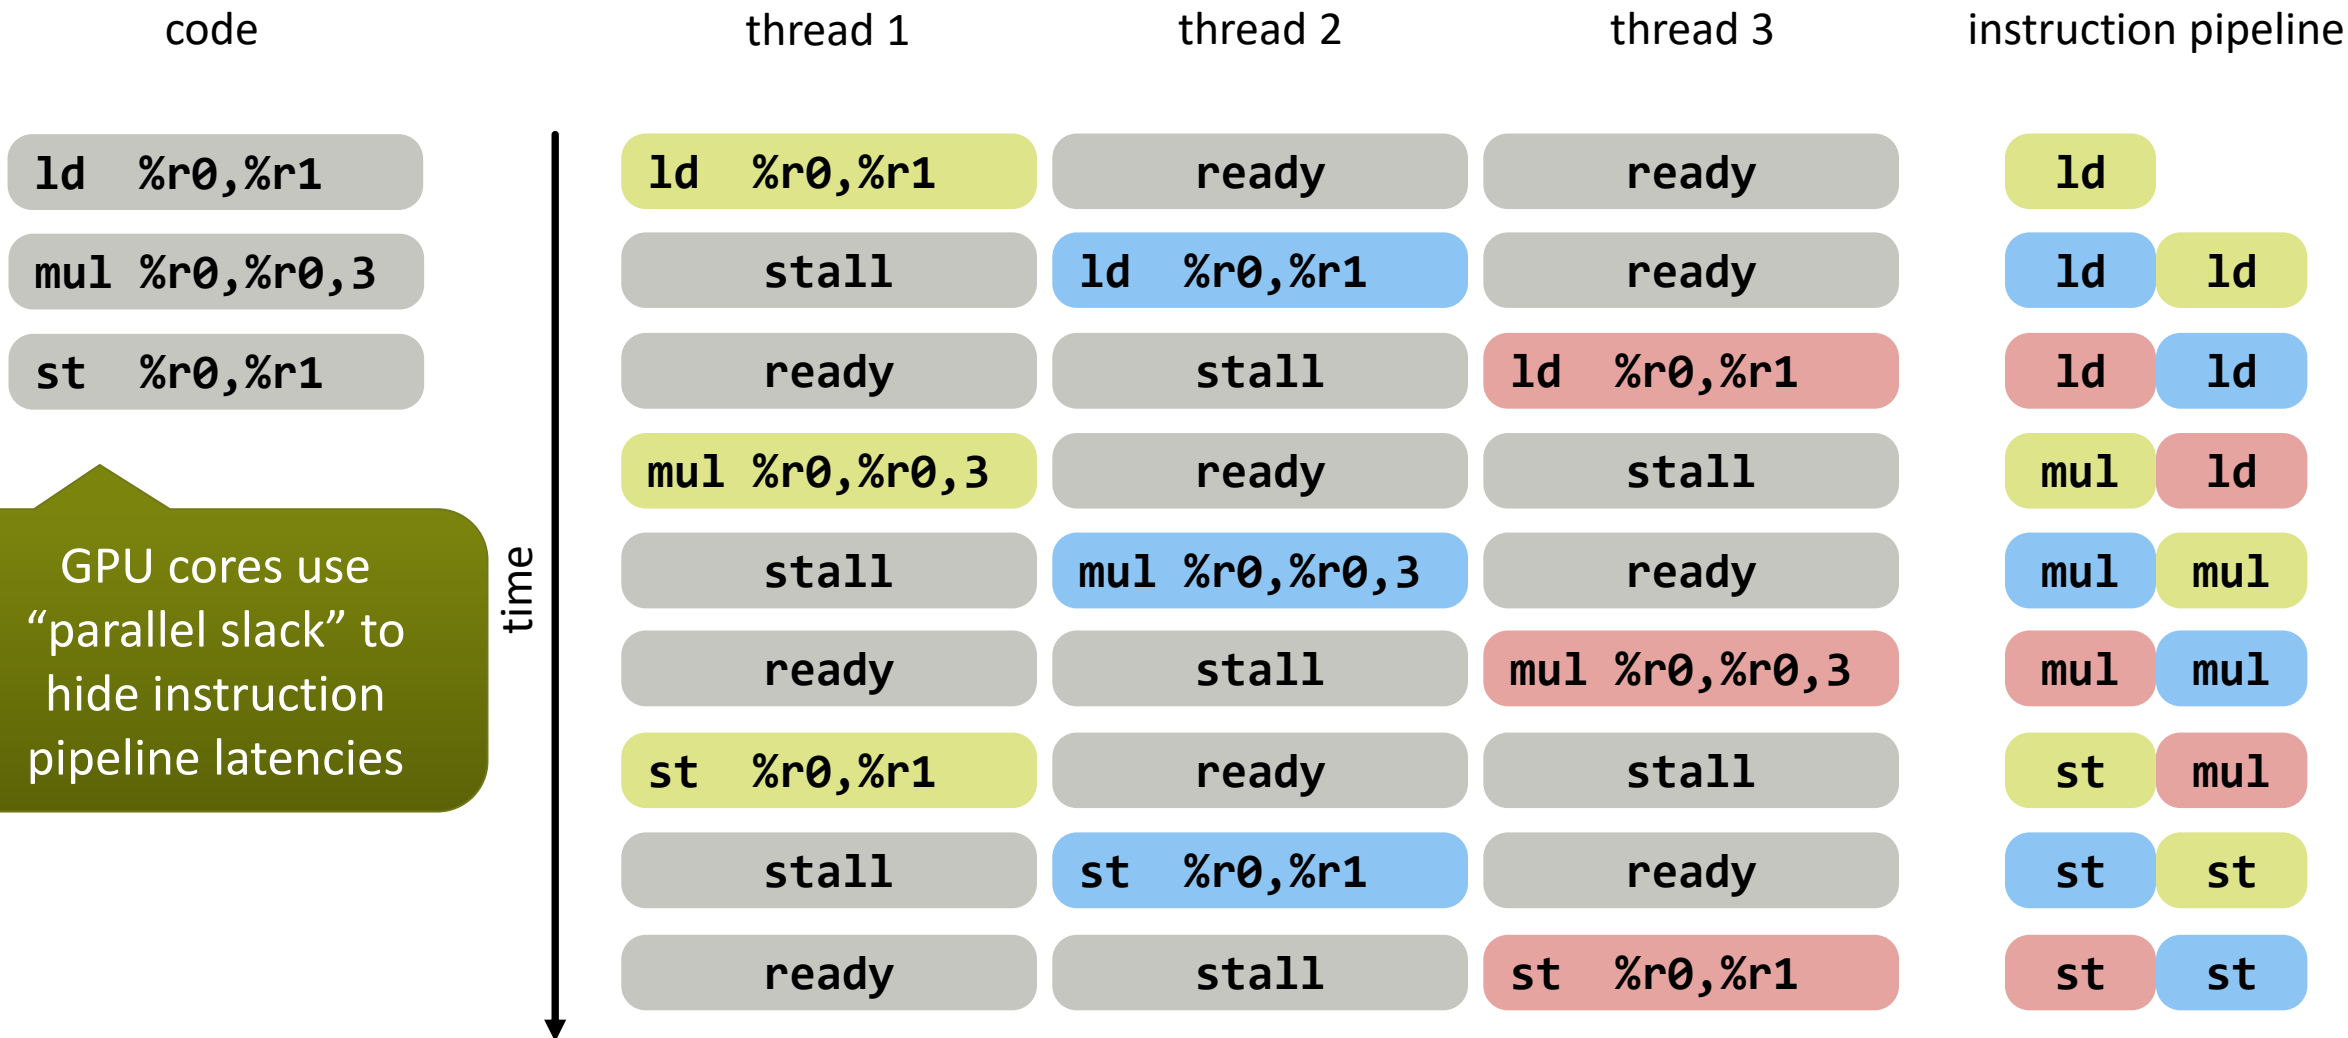 code thread 1 thread 2 thread 3 instruction pipeline
ld %r0,%r1 ld %r0,%r1 ready ready ld
mul %r0,%r0,3 stall ld %r0,%r1 ready ld ld
st %r0,%r1 ready stall ld %r0,%r1 ld ld
mul %r0,%r0,3 ready stall mul ld
stall mul %r0,%r0,3 ready mul mul
ready stall mul %r0,%r0,3 mul mul
st %r0,%r1 ready stall st mul
stall st %r0,%r1 ready st st
ready stall st %r0,%r1 st st
GPU cores use
“parallel slack” to
hide instruction
pipeline latencies
time